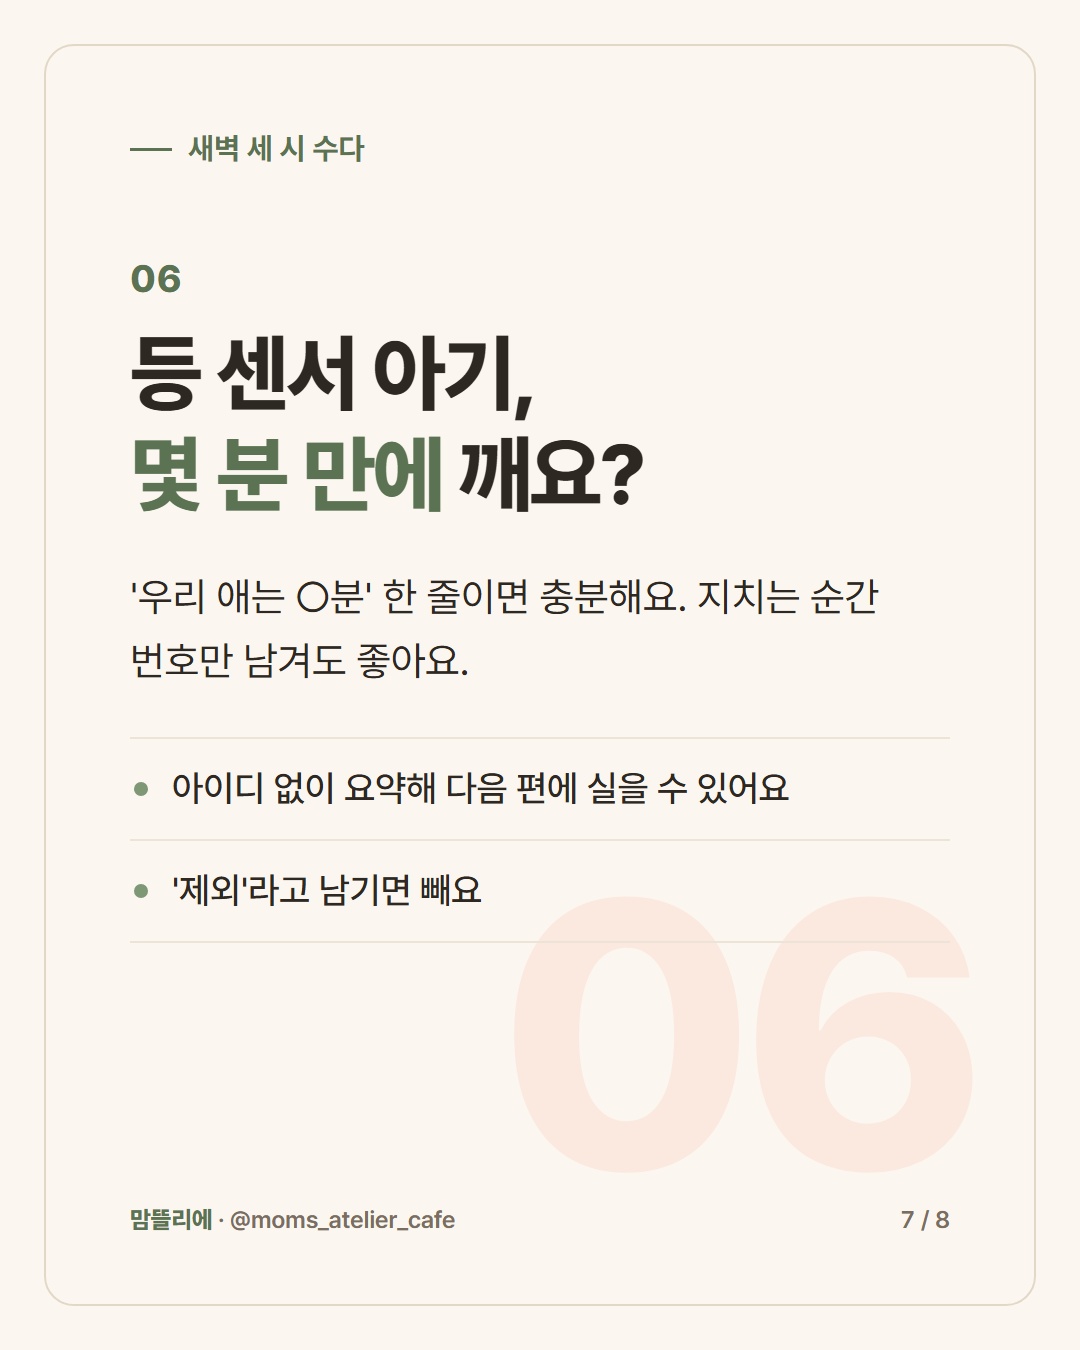 새벽 세 시 수다
06
등 센서 아기,
몇 분 만에 깨요?
'우리 애는 ○분' 한 줄이면 충분해요. 지치는 순간
번호만 남겨도 좋아요.
아이디 없이 요약해 다음 편에 실을 수 있어요
'제외'라고 남기면 빼요
06
맘뜰리에 · @moms_atelier_cafe
7 / 8